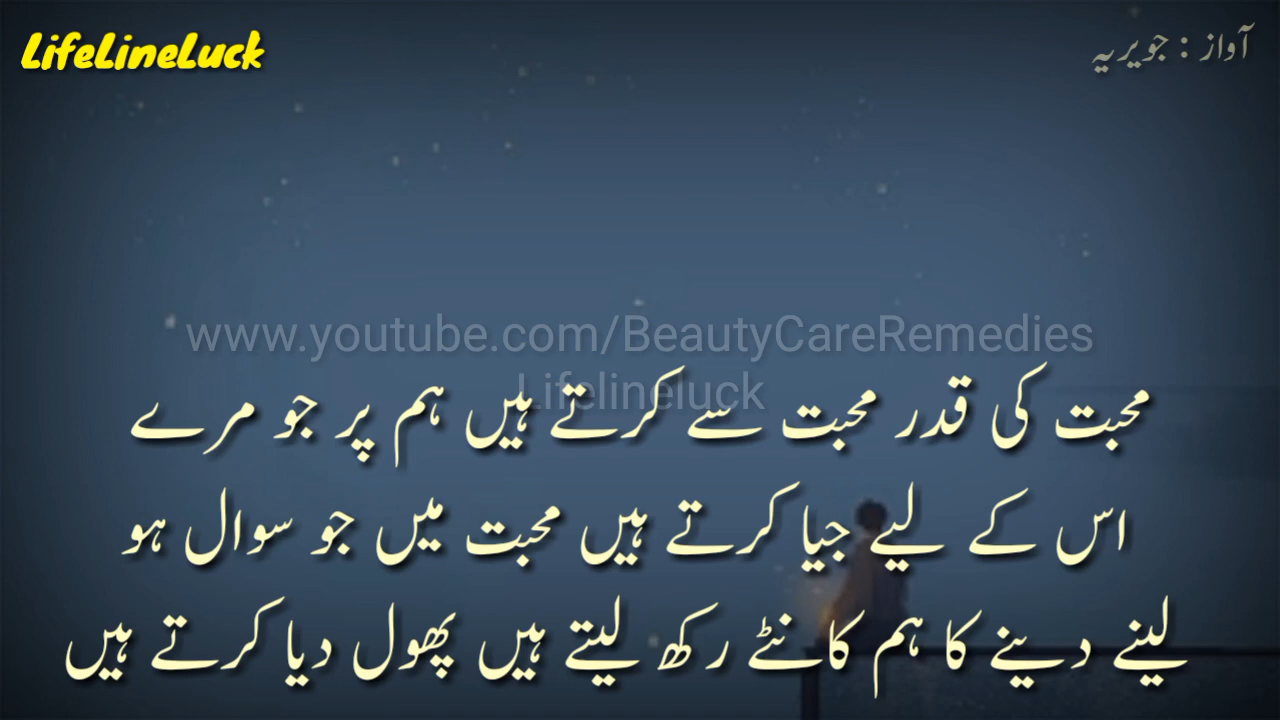 LifeLineLuck
آواز : جویریہ
www.youtube.com/BeautyCareRemedies
Lifelineluck
محبت کی قدر محبت سے کرتے ہیں ہم پر جو مرے
اس کے لیے جیا کرتے ہیں محبت میں جو سوال ہو
لینے دینے کا ہم کانٹے رکھ لیتے ہیں پھول دیا کرتے ہیں